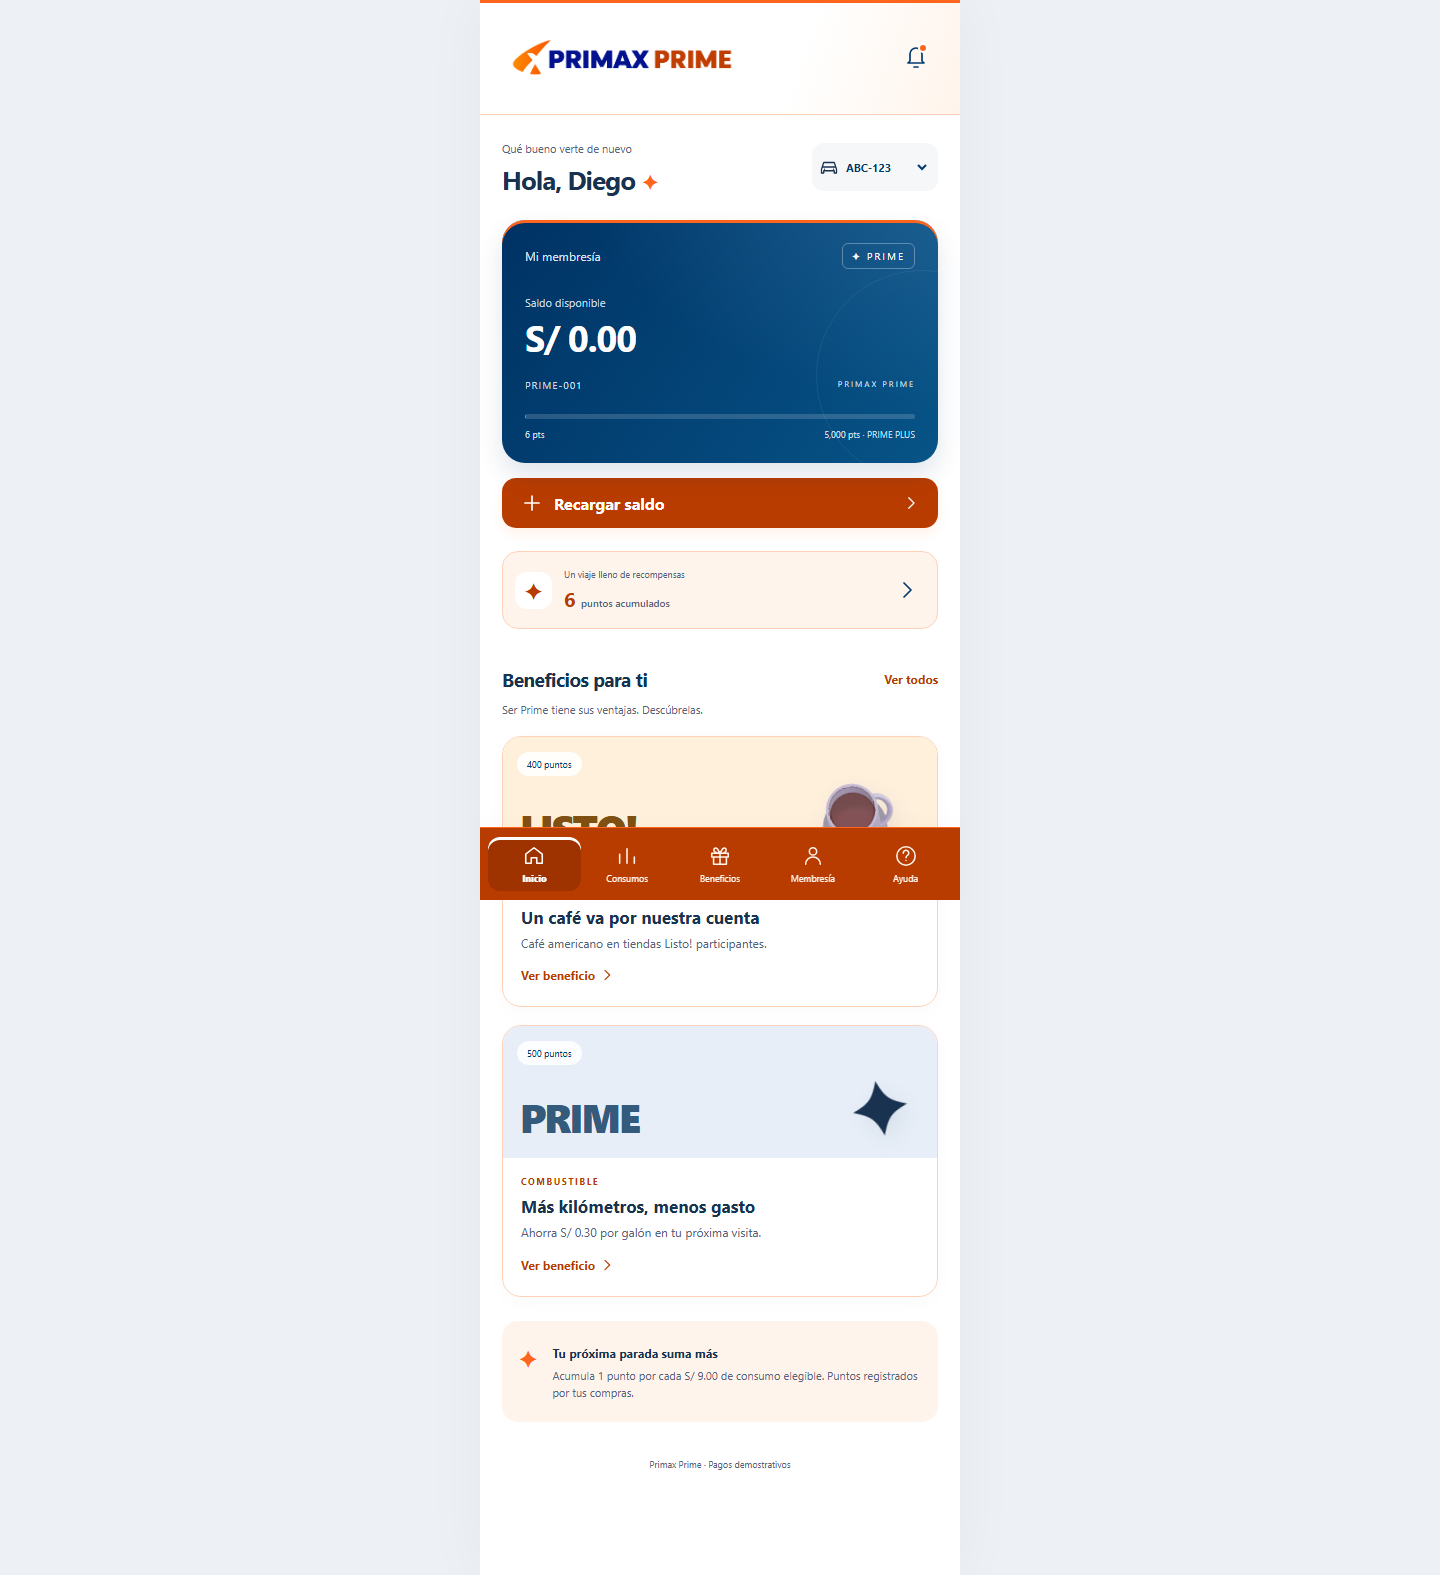 PRIMAX PRIME
Qué bueno verte de nuevo
Hola, Diego
ABC-123
Mi membresía
PRIME
Saldo disponible
S/ 0.00
PRIME-001
PRIMAX PRIME
6 pts
5,000 pts · PRIME PLUS
Recargar saldo
Un viaje lleno de recompensas
6 puntos acumulados
Beneficios para ti
Ver todos
Ser Prime tiene sus ventajas. Descúbrelas.
400 puntos
LISTO!
Inicio
Consumos
Beneficios
Membresía
Ayuda
Un café va por nuestra cuenta
Café americano en tiendas Listo! participantes.
Ver beneficio
500 puntos
PRIME
COMBUSTIBLE
Más kilómetros, menos gasto
Ahorra S/ 0.30 por galón en tu próxima visita.
Ver beneficio
Tu próxima parada suma más
Acumula 1 punto por cada S/ 9.00 de consumo elegible. Puntos registrados
por tus compras.
Primax Prime · Pagos demostrativos